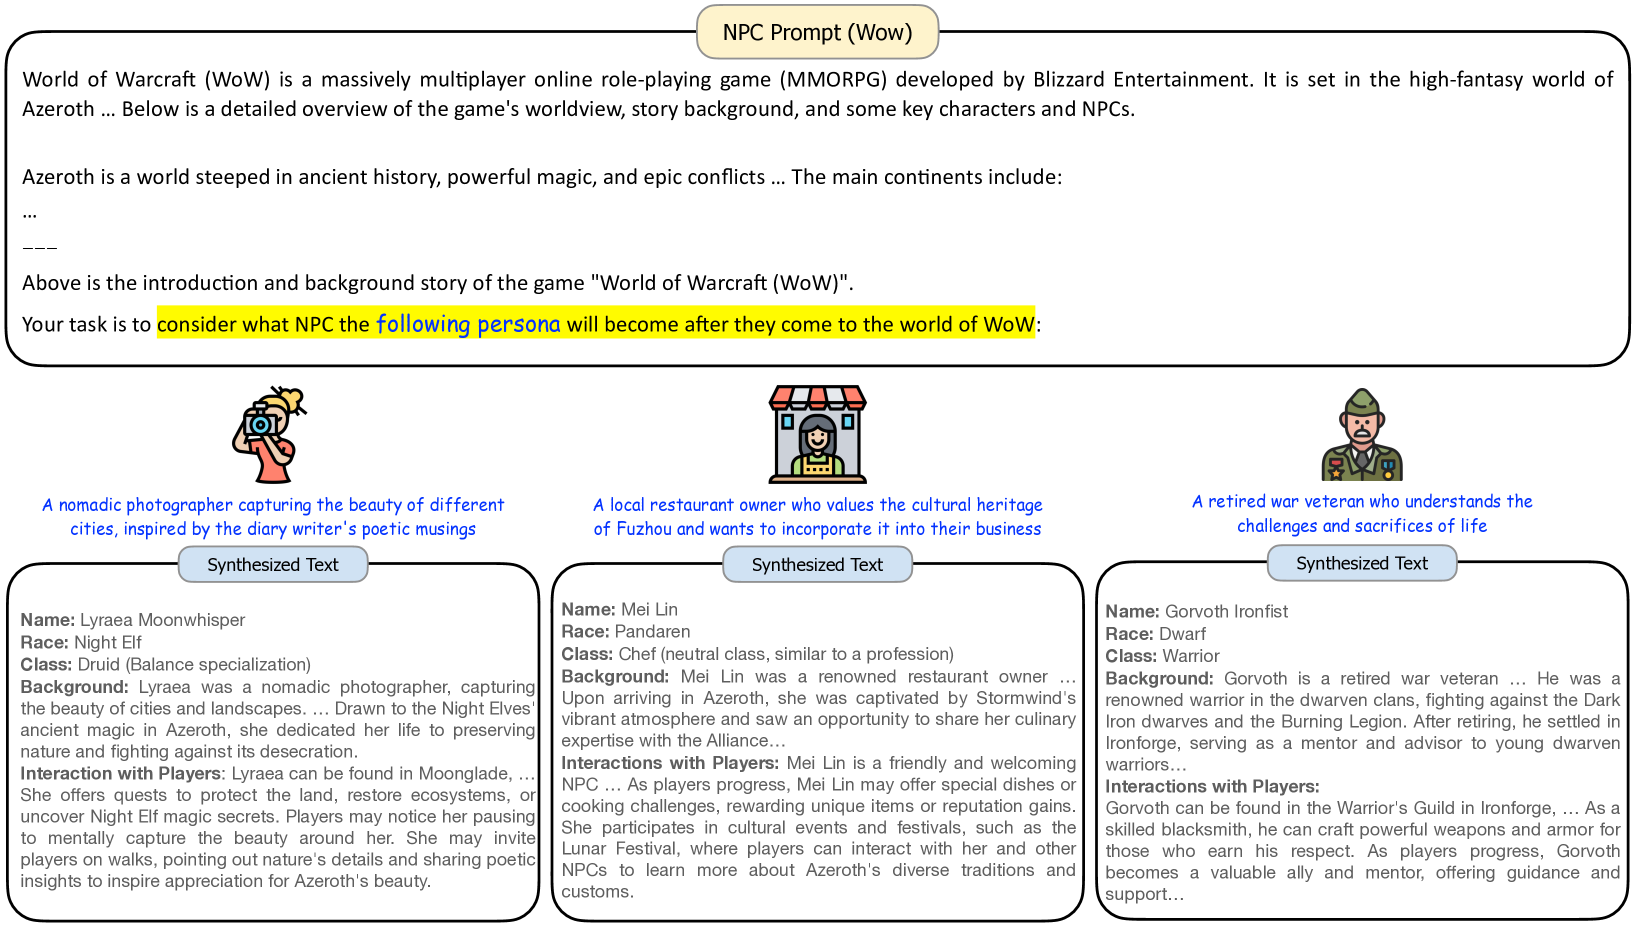 NPC Prompt (Wow)
World of Warcraft (WoW) is a massively multiplayer online role-playing game (MMORPG) developed by Blizzard Entertainment. It is set in the high-fantasy world of
Azeroth ... Below is a detailed overview of the game's worldview, story background, and some key characters and NPCs.
Azeroth is a world steeped in ancient history, powerful magic, and epic conflicts ... The main continents include:
...
---
Above is the introduction and background story of the game "World of Warcraft (WoW)".
Your task is to consider what NPC the following persona will become after they come to the world of WoW:
A nomadic photographer capturing the beauty of different
cities, inspired by the diary writer's poetic musings
Synthesized Text
Name: Lyraea Moonwhisper
Race: Night Elf
Class: Druid (Balance specialization)
Background: Lyraea was a nomadic photographer, capturing
the beauty of cities and landscapes. ... Drawn to the Night Elves'
ancient magic in Azeroth, she dedicated her life to preserving
nature and fighting against its desecration.
Interaction with Players: Lyraea can be found in Moonglade, ...
She offers quests to protect the land, restore ecosystems, or
uncover Night Elf magic secrets. Players may notice her pausing
to mentally capture the beauty around her. She may invite
players on walks, pointing out nature's details and sharing poetic
insights to inspire appreciation for Azeroth's beauty.
A local restaurant owner who values the cultural heritage
of Fuzhou and wants to incorporate it into their business
Synthesized Text
Name: Mei Lin
Race: Pandaren
Class: Chef (neutral class, similar to a profession)
Background: Mei Lin was a renowned restaurant owner ...
Upon arriving in Azeroth, she was captivated by Stormwind's
vibrant atmosphere and saw an opportunity to share her culinary
expertise with the Alliance...
Interactions with Players: Mei Lin is a friendly and welcoming
NPC ... As players progress, Mei Lin may offer special dishes or
cooking challenges, rewarding unique items or reputation gains.
She participates in cultural events and festivals, such as the
Lunar Festival, where players can interact with her and other
NPCs to learn more about Azeroth's diverse traditions and
customs.
A retired war veteran who understands the
challenges and sacrifices of life
Synthesized Text
Name: Gorvoth Ironfist
Race: Dwarf
Class: Warrior
Background: Gorvoth is a retired war veteran ... He was a
renowned warrior in the dwarven clans, fighting against the Dark
Iron dwarves and the Burning Legion. After retiring, he settled in
Ironforge, serving as a mentor and advisor to young dwarven
warriors...
Interactions with Players:
Gorvoth can be found in the Warrior's Guild in Ironforge, ... As a
skilled blacksmith, he can craft powerful weapons and armor for
those who earn his respect. As players progress, Gorvoth
becomes a valuable ally and mentor, offering guidance and
support...